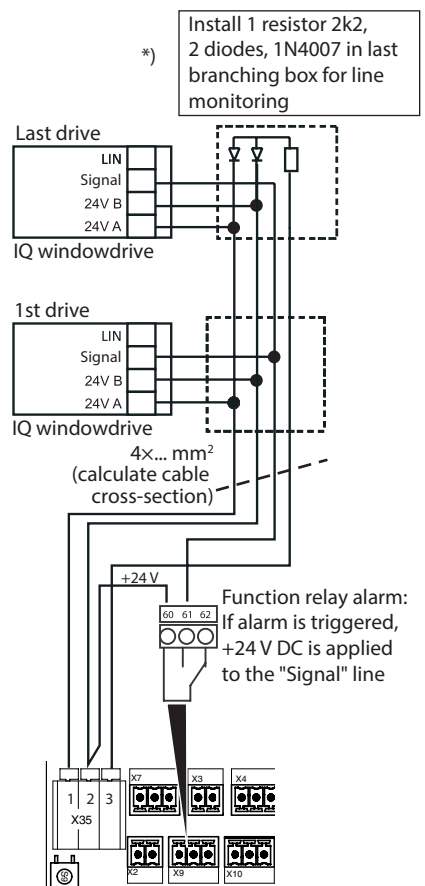 *)
Install 1 resistor 2k2,
2 diodes, 1N4007 in last
branching box for line
monitoring
Last drive
LIN
Signal
24V B
24V A
IQ windowdrive
1st drive
LIN
Signal
24V B
24V A
IQ windowdrive
4×... mm²
(calculate cable
cross-section)
+24 V
60 61 62
Function relay alarm:
If alarm is triggered,
+24 V DC is applied
to the "Signal" line
1 2 3
X35
X7 X3 X4
X2 X9 X10